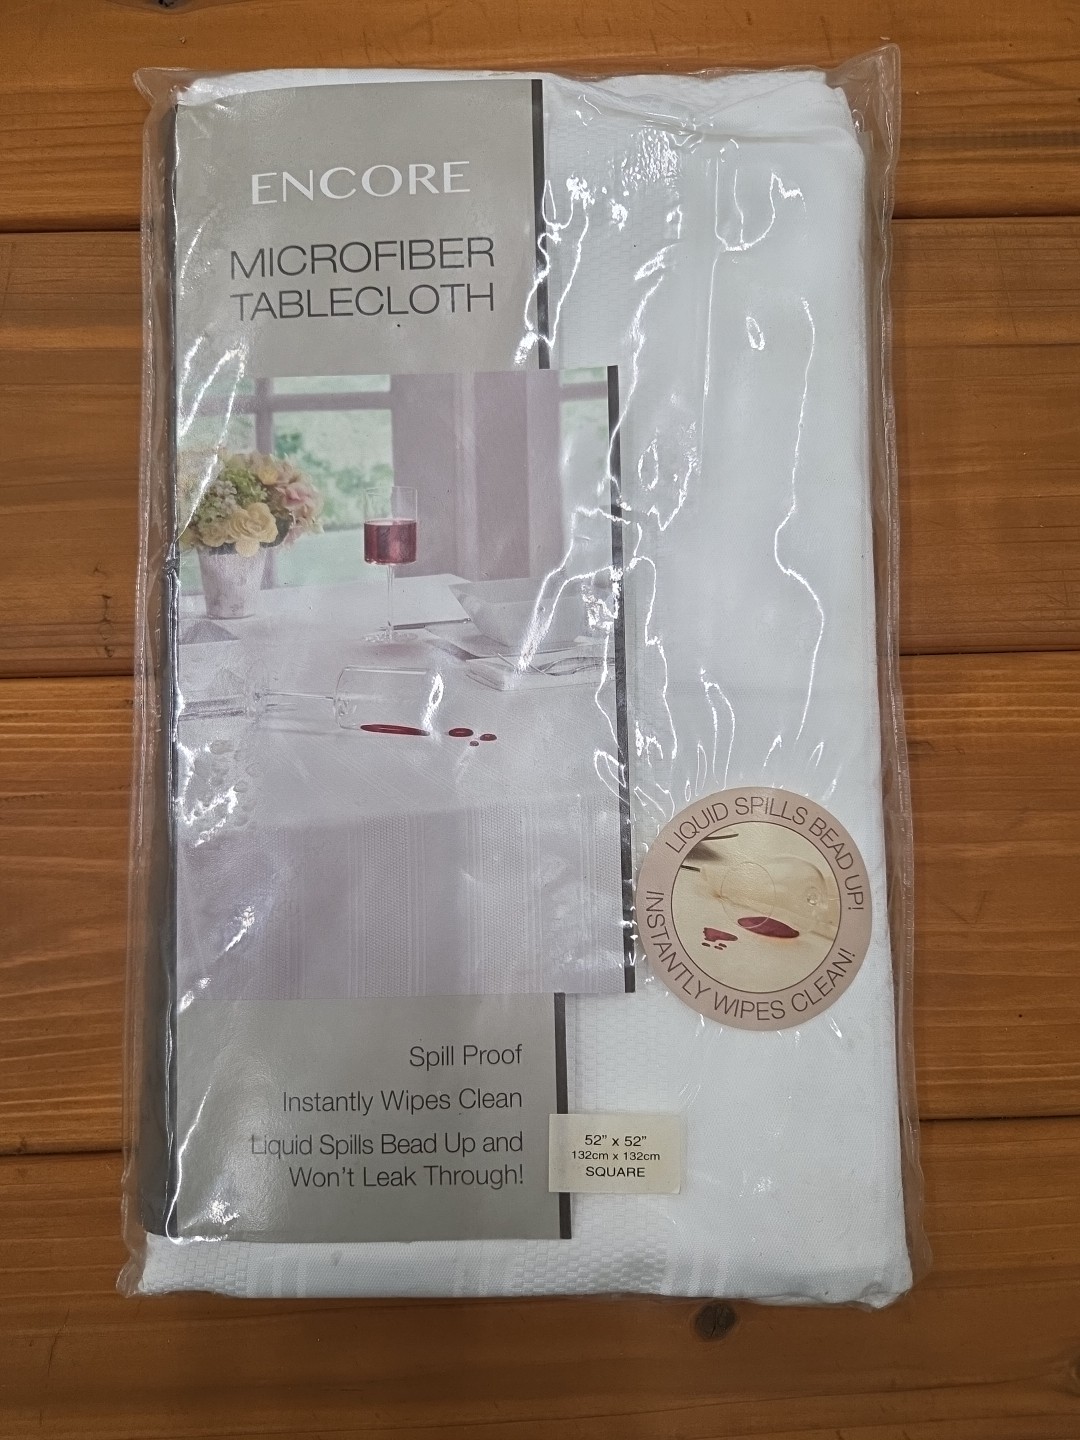 ENCORE
MICROFIBER
TABLECLOTH
LIQUID SPILLS BEAD UP!
INSTANTLY WIPES CLEAN!
Spill Proof
Instantly Wipes Clean
Liquid Spills Bead Up and
Won't Leak Through!
52" x 52"
132cm x 132cm
SQUARE